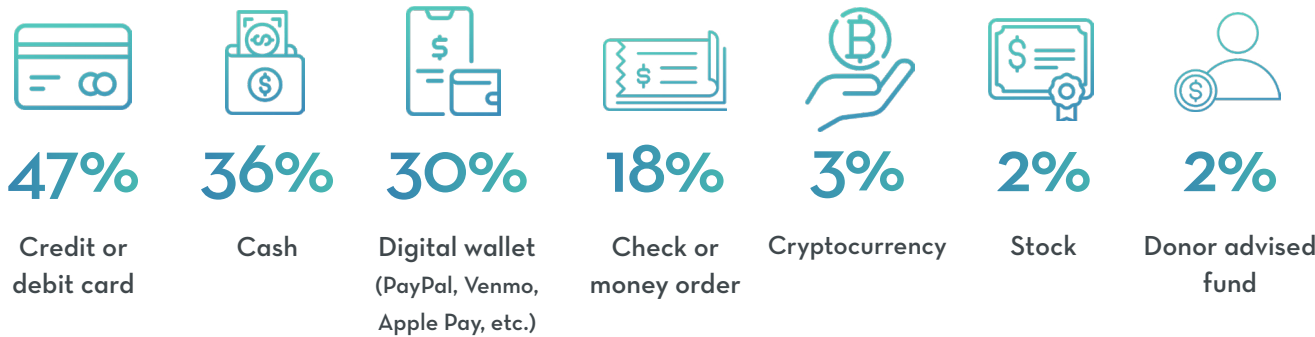 47%
Credit or
debit card
36%
Cash
30%
Digital wallet
(PayPal, Venmo,
Apple Pay, etc.)
18%
Check or
money order
3%
Cryptocurrency
2%
Stock
2%
Donor advised
fund